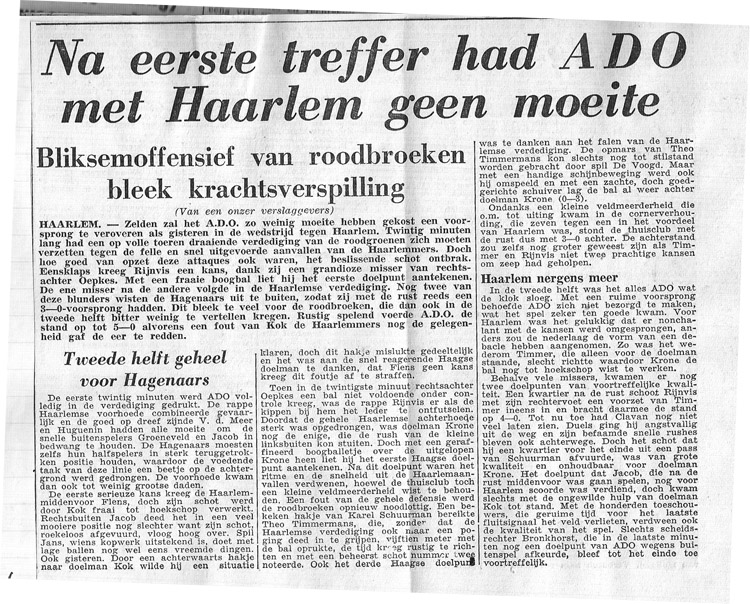 Na eerste treffer had ADO
met Haarlem geen moeite
Bliksemoffensief van roodbroeken
bleek krachtsverspilling
(Van een onzer verslaggevers)
HAARLEM. — Zelden zal het A.D.O. zo weinig moeite hebben gekost een voor-
sprong te veroveren als gisteren in de wedstrijd tegen Haarlem. Twintig minuten
lang had een op volle toeren draaiende verdediging van de roodgroenen zich moeten
verzetten tegen de felle en snel uitgevoerde aanvallen van de Haarlemmers. Doch
hoe goed van opzet deze attaques ook waren, het beslissende schot ontbrak.
Eensklaps kreeg Rijnvis een kans, dank zij een grandioze misser van rechts-
achter Oepkes. Met een fraaie boogbal liet hij het eerste doelpunt aantekenen.
De ene misser na de andere volgde in de Haarlemse verdediging. Nog twee van
deze blunders wisten de Hagenaars uit te buiten, zodat zij met de rust reeds een
3—0-voorsprong hadden. Dit bleek te veel voor de roodbroeken, die dan ook in de
tweede helft bitter weinig te vertellen kregen. Rustig spelend voerde A.D.O. de
stand op tot 5—0 alvorens een fout van Kok de Haarlemmers nog de gelegen-
heid gaf de eer te redden.
Tweede helft geheel
voor Hagenaars
De eerste twintig minuten werd ADO vol-
ledig in de verdediging gedrukt. De rappe
Haarlemse voorhoede combineerde gevaar-
lijk en de goed op dreef zijnde V. d. Meer
en Huguenin hadden alle moeite om de
snelle buitenspelers Groeneveld en Jacob in
bedwang te houden. De Hagenaars moesten
zelfs hun halfspelers in sterk teruggetrok-
ken positie houden, waardoor de voedende
taak van deze linie een beetje op de achter-
grond werd gedrongen. De voorhoede kwam
dan ook tot weinig grootse daden.
De eerste serieuze kans kreeg de Haarlem-
middenvoor Fiens, doch zijn schot werd
door Kok fraai tot hoekschop verwerkt.
Rechtsbuiten Jacob deed het in een veel
mooiere positie nog slechter want zijn schot,
roekeloos afgevuurd, vloog hoog over. Spil
Jans, wiens kopwerk uitstekend is, doet met
lage ballen nog wel eens vreemde dingen.
Ook gisteren. Door een achterwaarts hakje
naar doelman Kok wilde hij een situatie
klaren, doch dit hakje mislukte gedeeltelijk
en het was aan de snel reagerende Haagse
doelman te danken, dat Fiens geen kans
kreeg dit foutje af te straffen.
Toen in de twintigste minuut rechtsachter
Oepkes een bal niet voldoende onder con-
trole kreeg, was de rappe Rijnvis er als de
kippen bij hem het leder te ontfutselen.
Doordat de gehele Haarlemse achterhoede
sterk was opgedrongen, was doelman Krone
nog de enige, die de rush van de kleine
linksbuiten kon stuiten. Doch met een geraf-
fineerd boogballetje over de uitgelopen
Krone heen liet hij het eerste Haagse doel-
punt aantekenen. Na dit doelpunt waren het
ritme en de snelheid uit de Haarlemaan-
vallen verdwenen, hoewel de thuisclub toch
een kleine veldmeerderheid wist te behou-
den. Een fout van de gehele defensie werd
de roodbroeken opnieuw noodlottig. Een be-
keken hakje van Karel Schuurman bereikte
Theo Timmermans, die, zonder dat de
Haarlemse verdediging ook maar een po-
ging deed in te grijpen, vijftien meter met
de bal oprukte, de tijd kreeg rustig te rich-
ten en met een beheerst schot nummer twee
noteerde. Ook het derde Haagse doelpunt
was te danken aan het falen van de Haar-
lemse verdediging. De opmars van Theo
Timmermans kon slechts nog tot stilstand
worden gebracht door spil De Voogd. Maar
met een handige schijnbeweging werd ook
hij omspeeld en met een zachte, doch goed-
gerichte schuiver lag de bal al weer achter
doelman Krone (0—3).
Ondanks een kleine veldmeerderheid die
o.m. tot uiting kwam in de cornerverhou-
ding, die zeven tegen een in het voordeel
van Haarlem was, stond de thuisclub met
de rust dus met 3—0 achter. De achterstand
zou zelfs nog groter geweest zijn als Tim-
mer en Rijnvis niet twee prachtige kansen
om zeep had geholpen.
Haarlem nergens meer
In de tweede helft was het alles ADO wat
de klok sloeg. Met een ruime voorsprong
behoefde ADO zich niet bezorgd te maken,
wat het spel zeker ten goede kwam. Voor
Haarlem was het gelukkig dat er noncha-
lant met de kansen werd omgesprongen, an-
ders zou de nederlaag de vorm van een de-
bacle hebben aangenomen. Zo was het we-
derom Timmer, die alleen voor de doelman
staande, slecht richtte waardoor Krone de
bal nog tot hoekschop wist te werken.
Behalve vele missers, kwamen er nog
twee doelpunten van voortreffelijke kwali-
teit. Een kwartier na de rust schoot Rijnvis
met zijn rechtervoet een voorzet van Tim-
mer ineens in en bracht daarmee de stand
op 4—0. Tot nu toe had Clavan nog niet
veel laten zien. Duels ging hij angstvallig
uit de weg en zijn befaamde snelle rushes
bleven ook achterwege. Doch het schot dat
hij een kwartier voor het einde uit een pass
van Schuurman afvuurde, was van grote
kwaliteit en onhoudbaar voor doelman
Krone. Het doelpunt dat Jacob, die na de
rust middenvoor was gaan spelen, nog voor
Haarlem scoorde was verdiend, doch kwam
slechts met de ongewilde hulp van doelman
Kok tot stand. Met de honderden toeschou-
wers, die geruime tijd voor het laatste
fluitsignaal het veld verlieten, verdween ook
de kwaliteit van het spel. Slechts scheids-
rechter Bronkhorst, die in de laatste minu-
ten nog een doelpunt van ADO wegens bui-
tenspel afkeurde, bleef tot het einde toe
voortreffelijk.